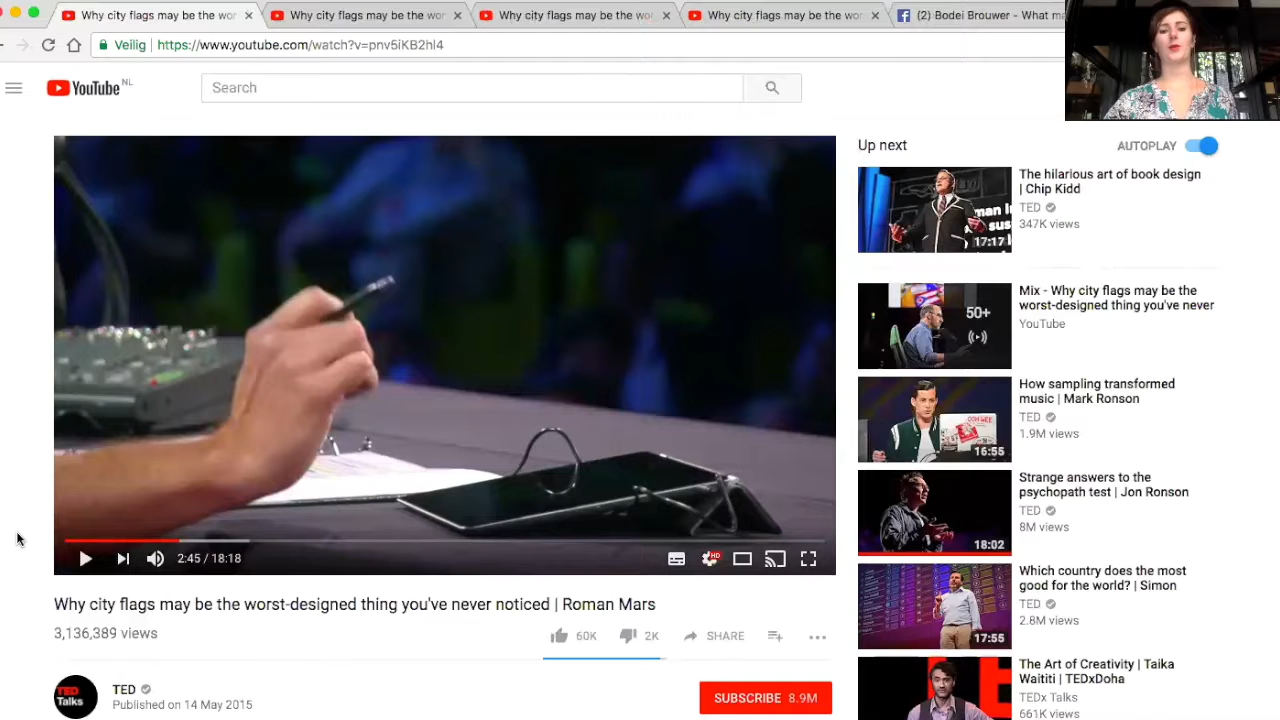 Why city flags may be the wor
Why city flags may be the wor
Why city flags may be the wor
Why city flags may be the wor
(2) Bodei Brouwer - What ma
Veilig
https://www.youtube.com/watch?v=pnv5iKB2hl4
YouTube NL
Search
Up next
AUTOPLAY
The hilarious art of book design
| Chip Kidd
TED
347K views
17:17
Mix - Why city flags may be the
worst-designed thing you've never
YouTube
50+
How sampling transformed
music | Mark Ronson
TED
1.9M views
16:55
Strange answers to the
psychopath test | Jon Ronson
TED
8M views
18:02
Which country does the most
good for the world? | Simon
TED
2.8M views
17:55
The Art of Creativity | Taika
Waititi | TEDxDoha
TEDx Talks
661K views
2:45 / 18:18
HD
Why city flags may be the worst-designed thing you've never noticed | Roman Mars
3,136,389 views
60K
2K
SHARE
TED
Talks
TED
Published on 14 May 2015
SUBSCRIBE 8.9M